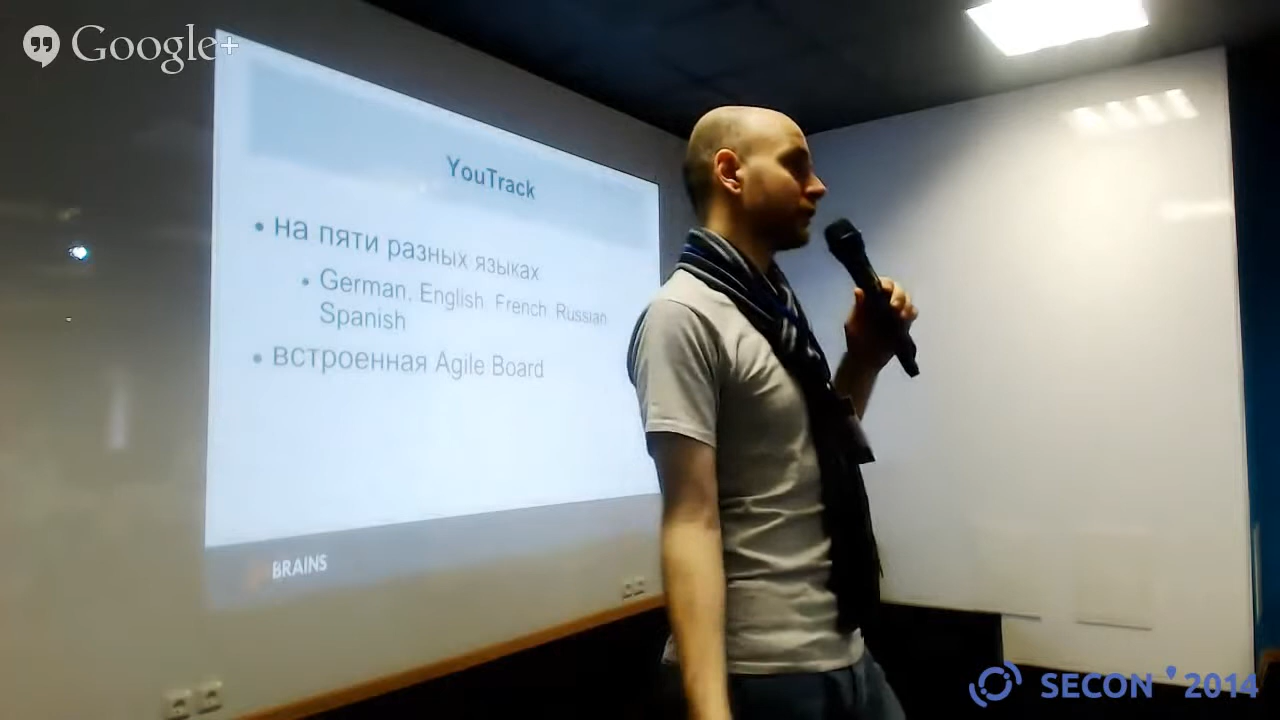 Google+
YouTrack
• на пяти разных языках
• German, English French Russian
Spanish
• встроенная Agile Board
BRAINS
SECON '2014